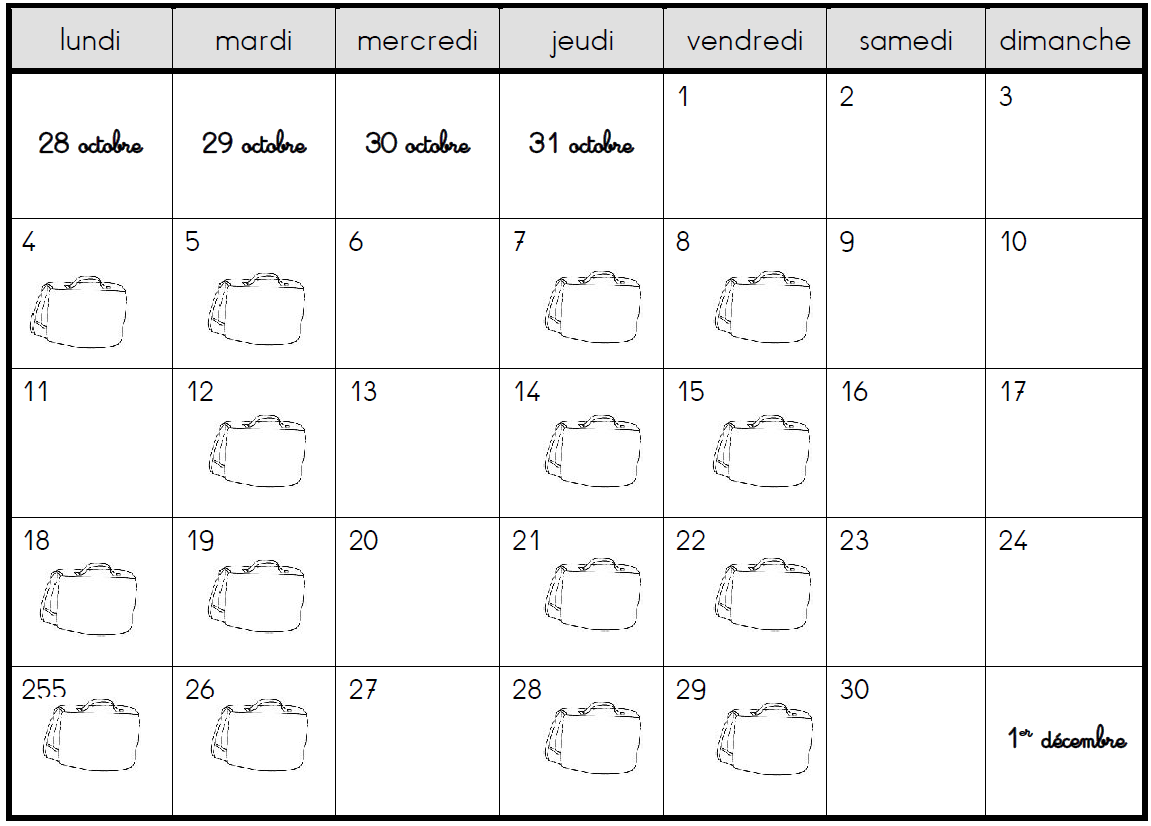 lundi mardi mercredi jeudi vendredi samedi dimanche
28 octobre 29 octobre 30 octobre 31 octobre 1 2 3
4 5 6 7 8 9 10
11 12 13 14 15 16 17
18 19 20 21 22 23 24
255 26 27 28 29 30 1er décembre